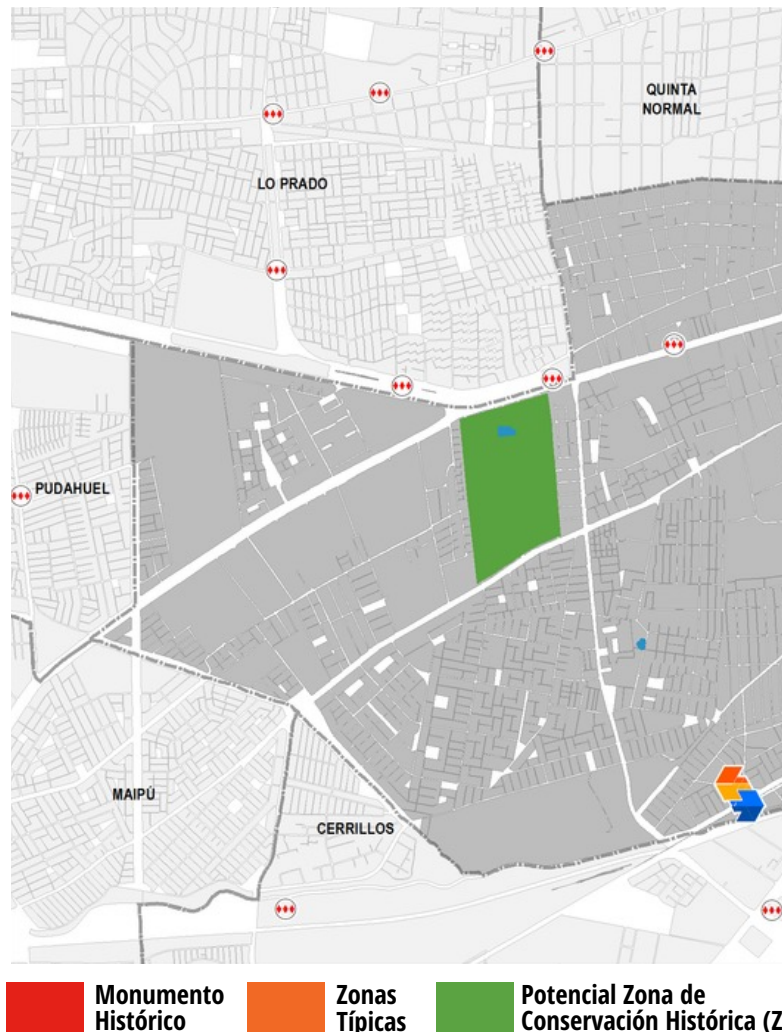 QUINTA
NORMAL
LO PRADO
PUDAHUEL
MAIPÚ
CERRILLOS
Monumento
Histórico
Zonas
Típicas
Potencial Zona de
Conservación Histórica (